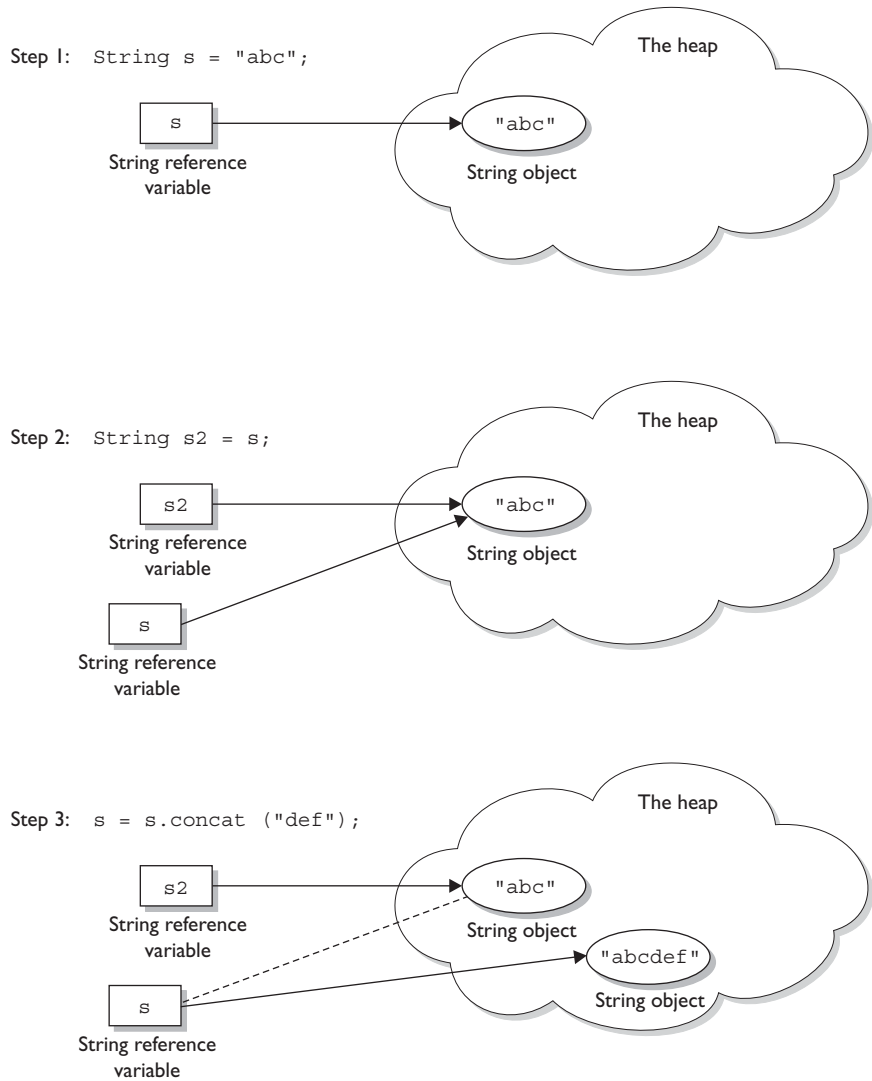 The heap
Step 1: String s = "abc";
s
"abc"
String reference
variable
String object
The heap
Step 2: String s2 = s;
s2
"abc"
String reference
variable
String object
s
String reference
variable
The heap
Step 3: s = s.concat ("def");
s2
"abc"
String reference
variable
String object
"abcdef"
s
String object
String reference
variable